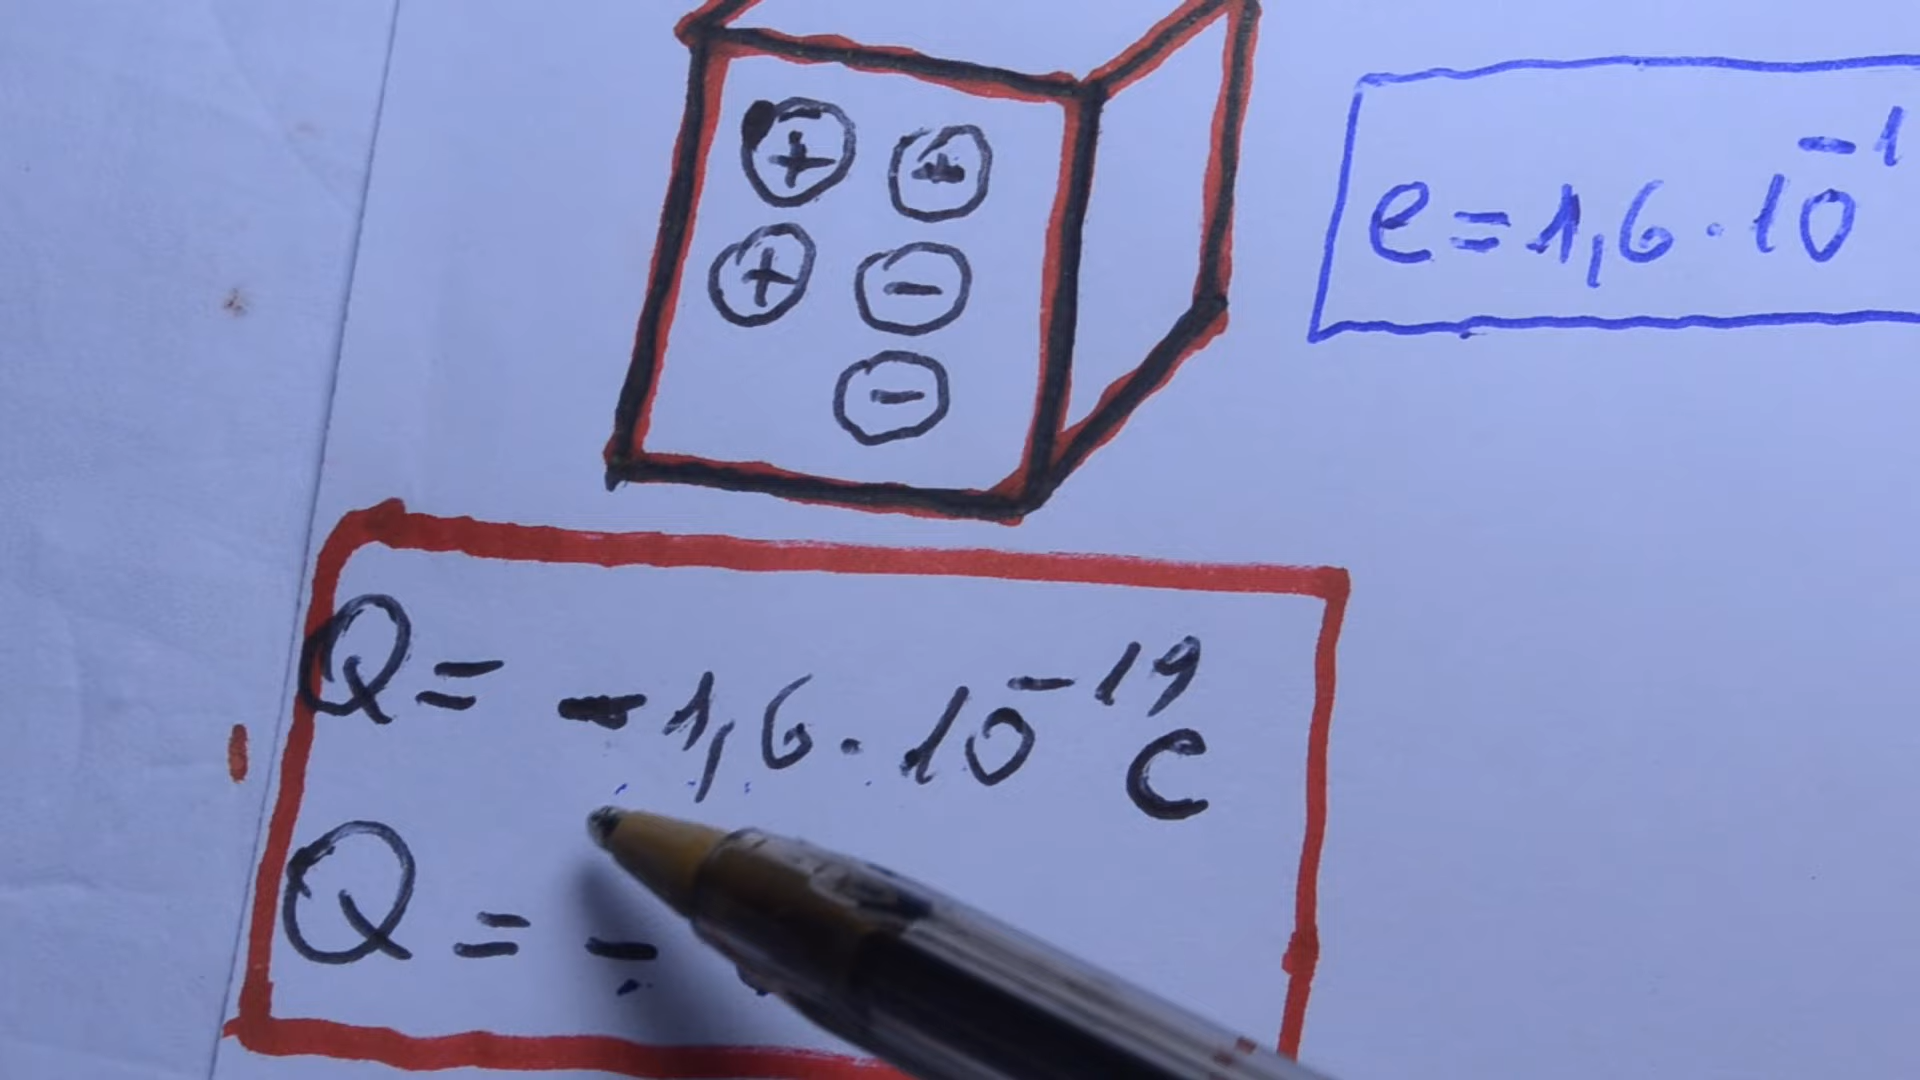 + +
+ -
-
e = 1,6 · 10⁻¹
Q = -1,6 · 10⁻¹⁹ C
Q = -